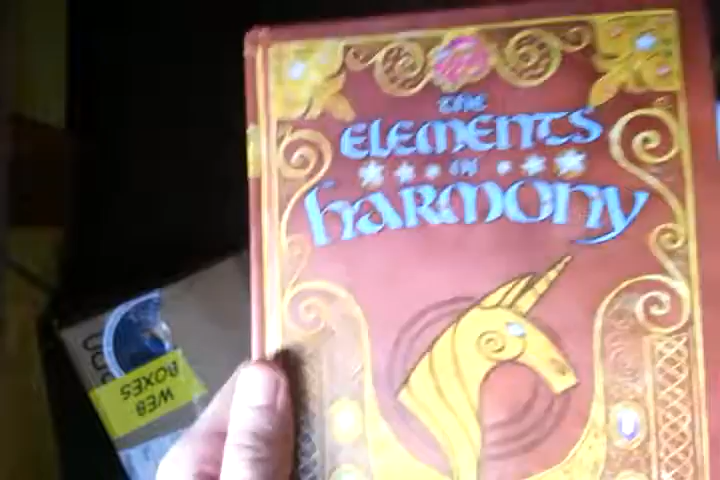 THE
ELEMENTS
OF
harmony
WEB
BOXES